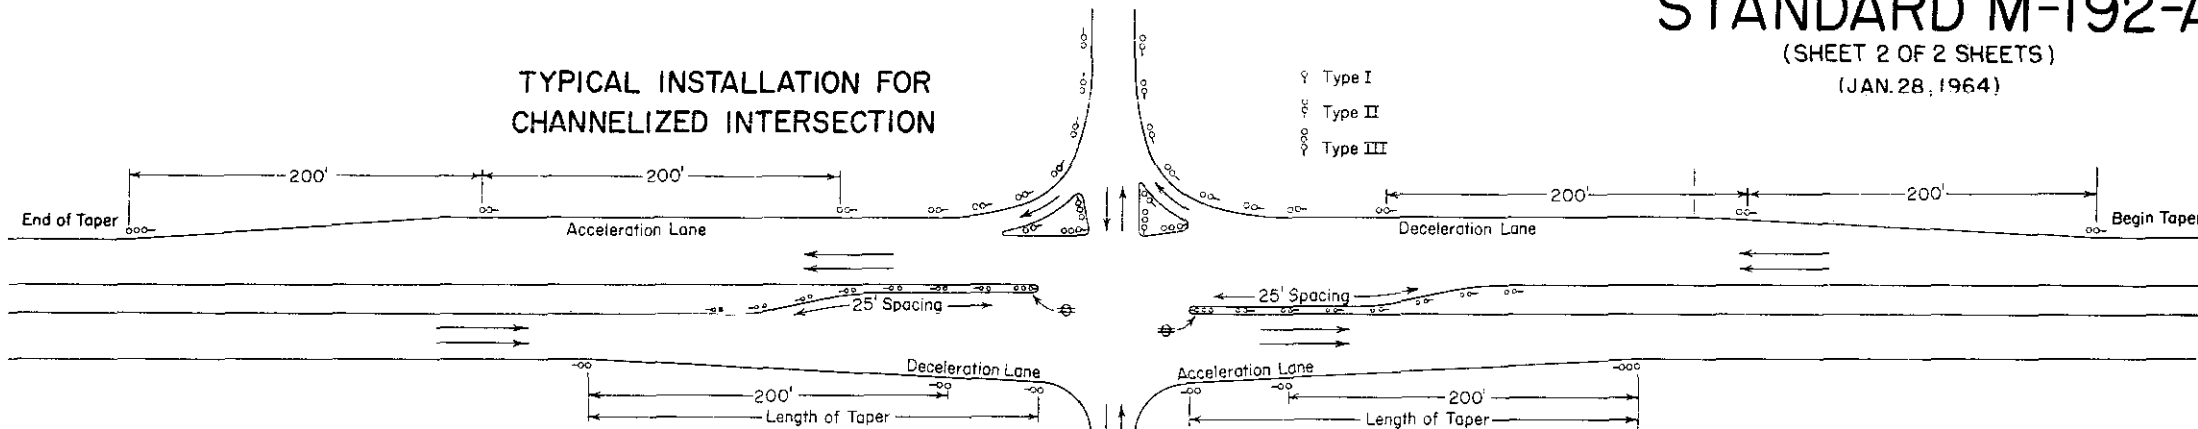 STANDARD M-192-A
(SHEET 2 OF 2 SHEETS)
(JAN. 28, 1964)
TYPICAL INSTALLATION FOR
CHANNELIZED INTERSECTION
Type I
Type II
Type III
200'
200'
200'
200'
End of Taper
Begin Taper
Acceleration Lane
Deceleration Lane
25' Spacing
25' Spacing
Deceleration Lane
Acceleration Lane
200'
200'
Length of Taper
Length of Taper